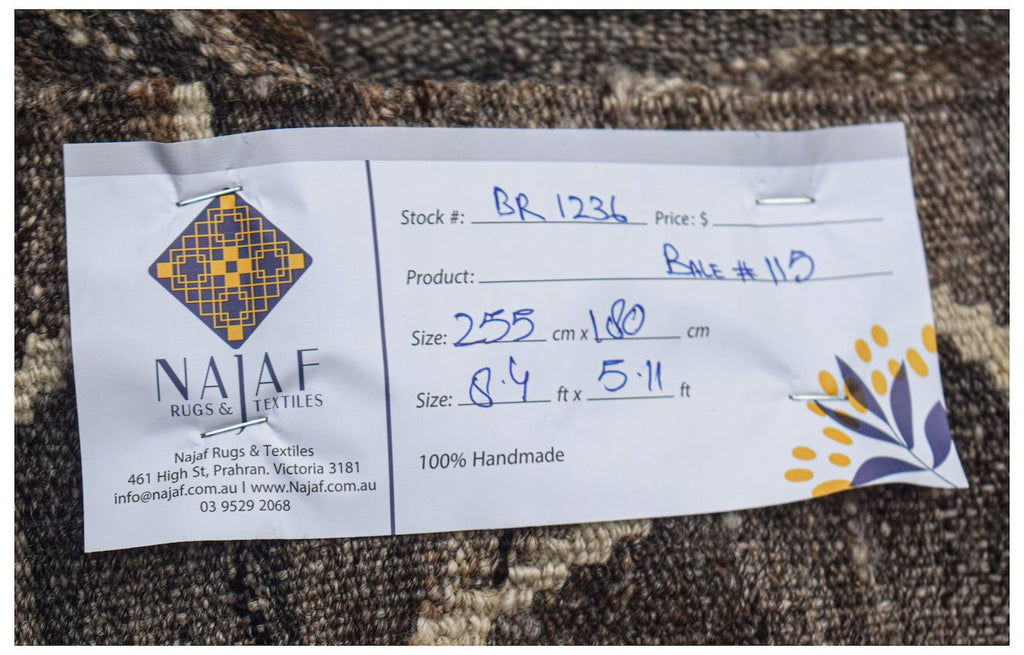 NAJAF
RUGS & TEXTILES
Najaf Rugs & Textiles
461 High St, Prahran. Victoria 3181
info@najaf.com.au | www.Najaf.com.au
03 9529 2068
Stock #: BR 1236 Price: $
Product: BALE # 115
Size: 255 cm x 180 cm
Size: 8.4 ft x 5.11 ft
100% Handmade